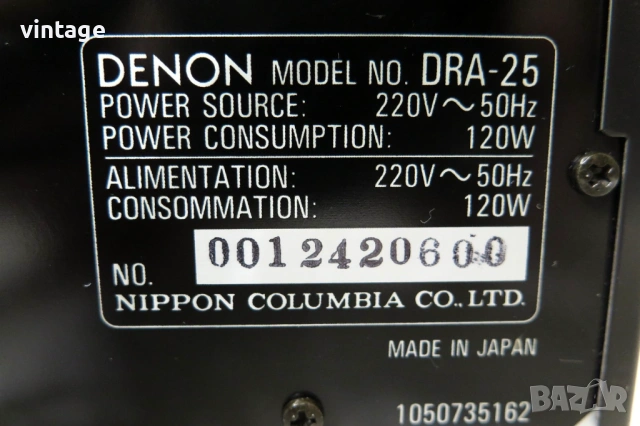 vintage
DENON MODEL NO. DRA-25
POWER SOURCE: 220V～50Hz
POWER CONSUMPTION: 120W
ALIMENTATION: 220V～50Hz
CONSOMMATION: 120W
NO. 0012420600
NIPPON COLUMBIA CO., LTD.
MADE IN JAPAN
1050735162
BAZAR